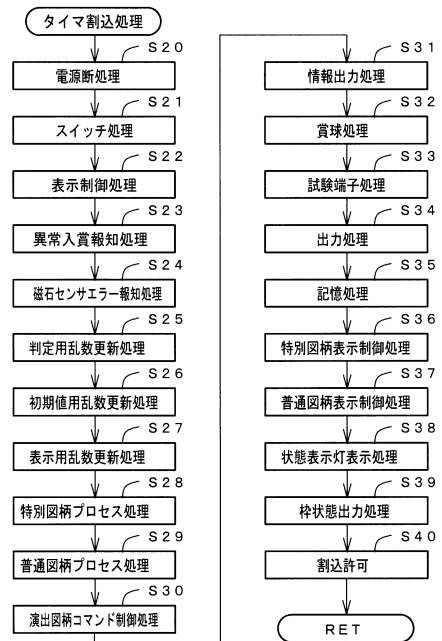 タイマ割込処理
S20
電源断処理
S21
スイッチ処理
S22
表示制御処理
S23
異常入賞報知処理
S24
磁石センサエラー報知処理
S25
判定用乱数更新処理
S26
初期値用乱数更新処理
S27
表示用乱数更新処理
S28
特別図柄プロセス処理
S29
普通図柄プロセス処理
S30
演出図柄コマンド制御処理
S31
情報出力処理
S32
賞球処理
S33
試験端子処理
S34
出力処理
S35
記憶処理
S36
特別図柄表示制御処理
S37
普通図柄表示制御処理
S38
状態表示灯表示処理
S39
枠状態出力処理
S40
割込許可
RET